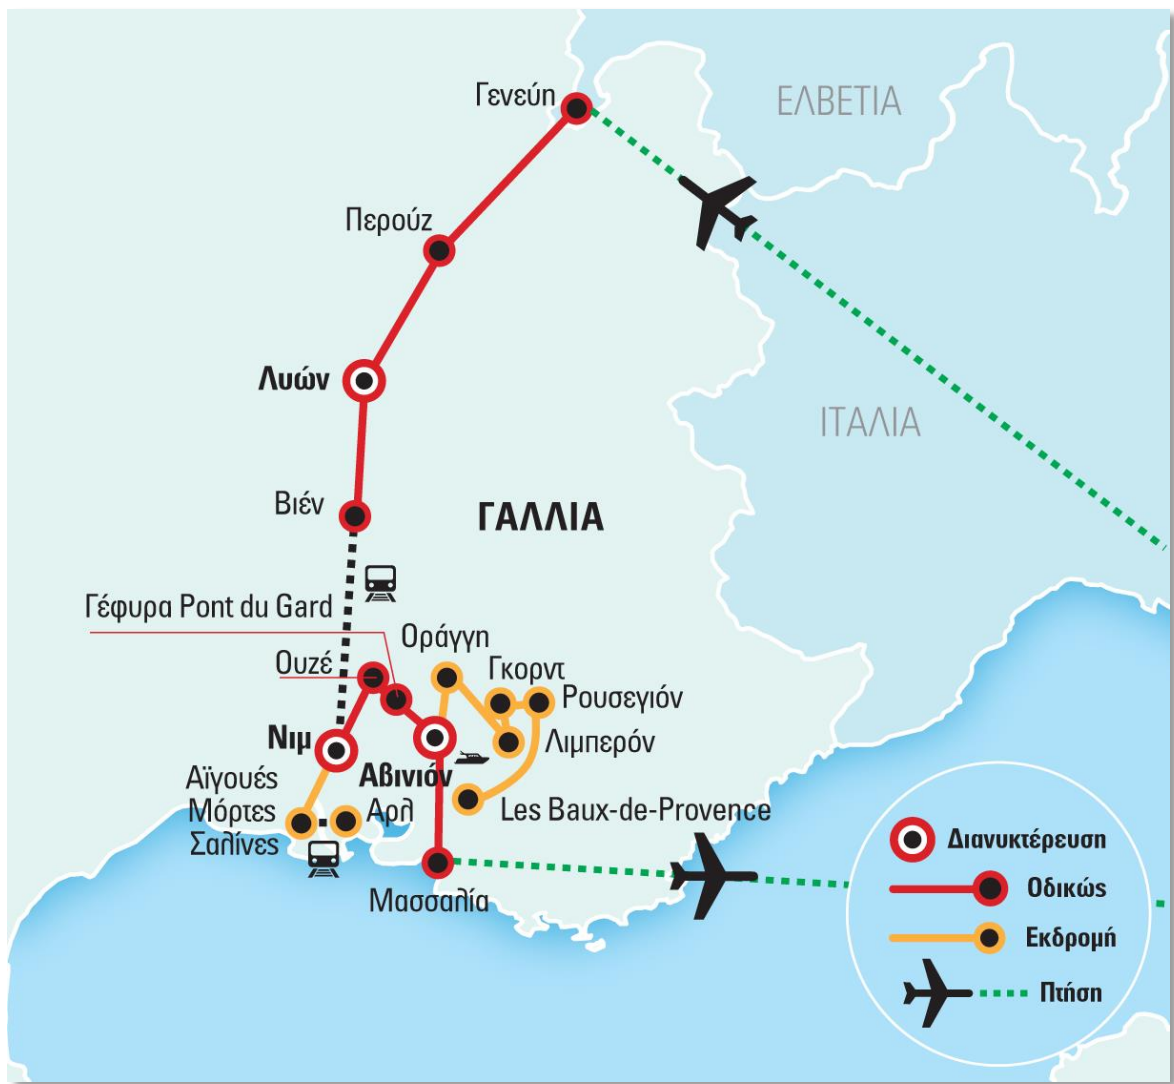 Γενεύη
ΕΛΒΕΤΙΑ
Περούζ
Λυών
ΙΤΑΛΙΑ
Βιέν
ΓΑΛΛΙΑ
Γέφυρα Pont du Gard
Οράγγη
Ουζέ
Γκορντ
Ρουσεγιόν
Νιμ
Λιμπερόν
Αβινιόν
Αϊγουές
Μόρτες
Σαλίνες
Αρλ
Les Baux-de-Provence
Μασσαλία
Διανυκτέρευση
Οδικώς
Εκδρομή
Πτήση